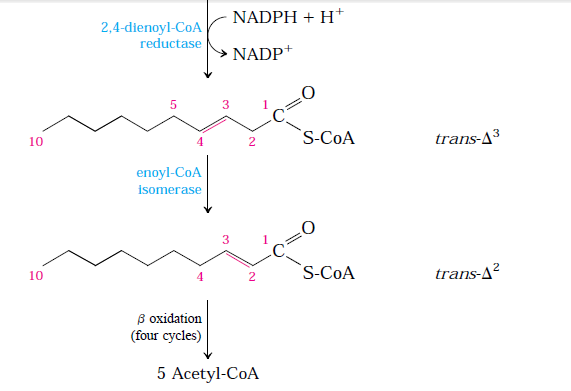 NADPH + H⁺
2,4-dienoyl-CoA
reductase
NADP⁺
O
5 3 1 C
10 4 2 S-CoA trans-Δ³
enoyl-CoA
isomerase
O
3 1 C
10 4 2 S-CoA trans-Δ²
β oxidation
(four cycles)
5 Acetyl-CoA